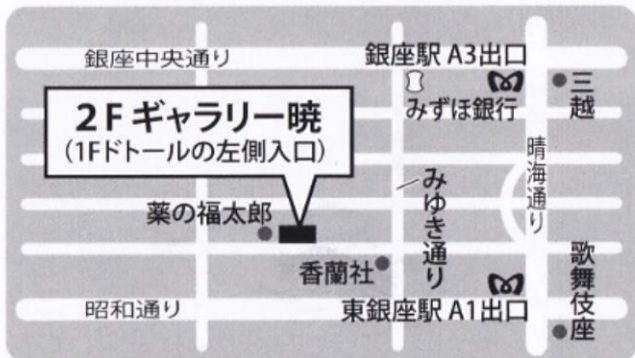 銀座中央通り
銀座駅 A3出口
みずほ銀行
三越
2F ギャラリー暁
(1Fドトールの左側入口)
晴海通り
みゆき通り
薬の福太郎
香蘭社
歌舞伎座
昭和通り
東銀座駅 A1出口